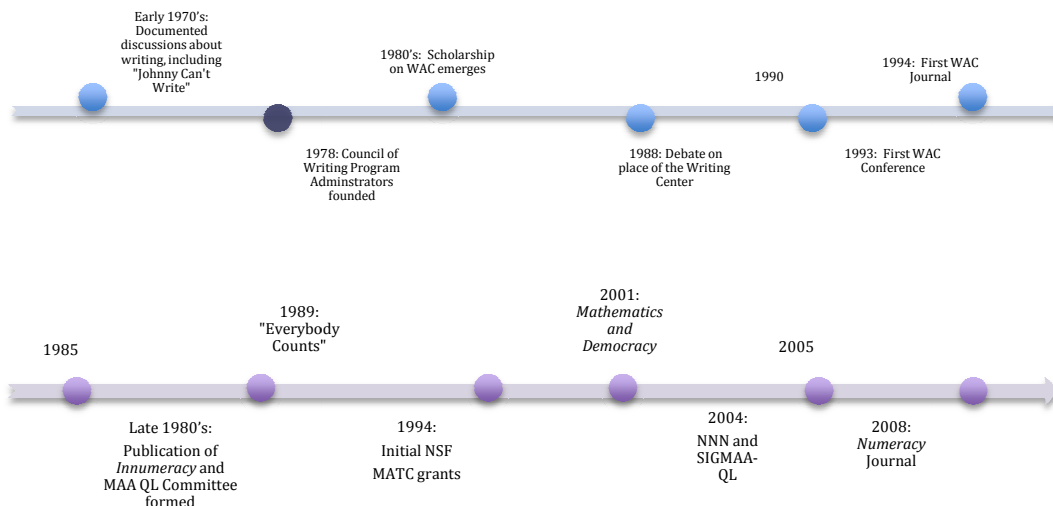 Early 1970's:
Documented
discussions about
writing, including
"Johnny Can't
Write"
1978: Council of
Writing Program
Adminstrators
founded
1980's:  Scholarship
on WAC emerges
1988: Debate on
place of the Writing
Center
1990
1993:  First WAC
Conference
1994:  First WAC
Journal
1985
Late 1980's:
Publication of
Innumeracy and
MAA QL Committee
formed
1989:
"Everybody
Counts"
1994:
Initial NSF
MATC grants
2001:
Mathematics
and
Democracy
2004:
NNN and
SIGMAA-
QL
2005
2008:
Numeracy
Journal